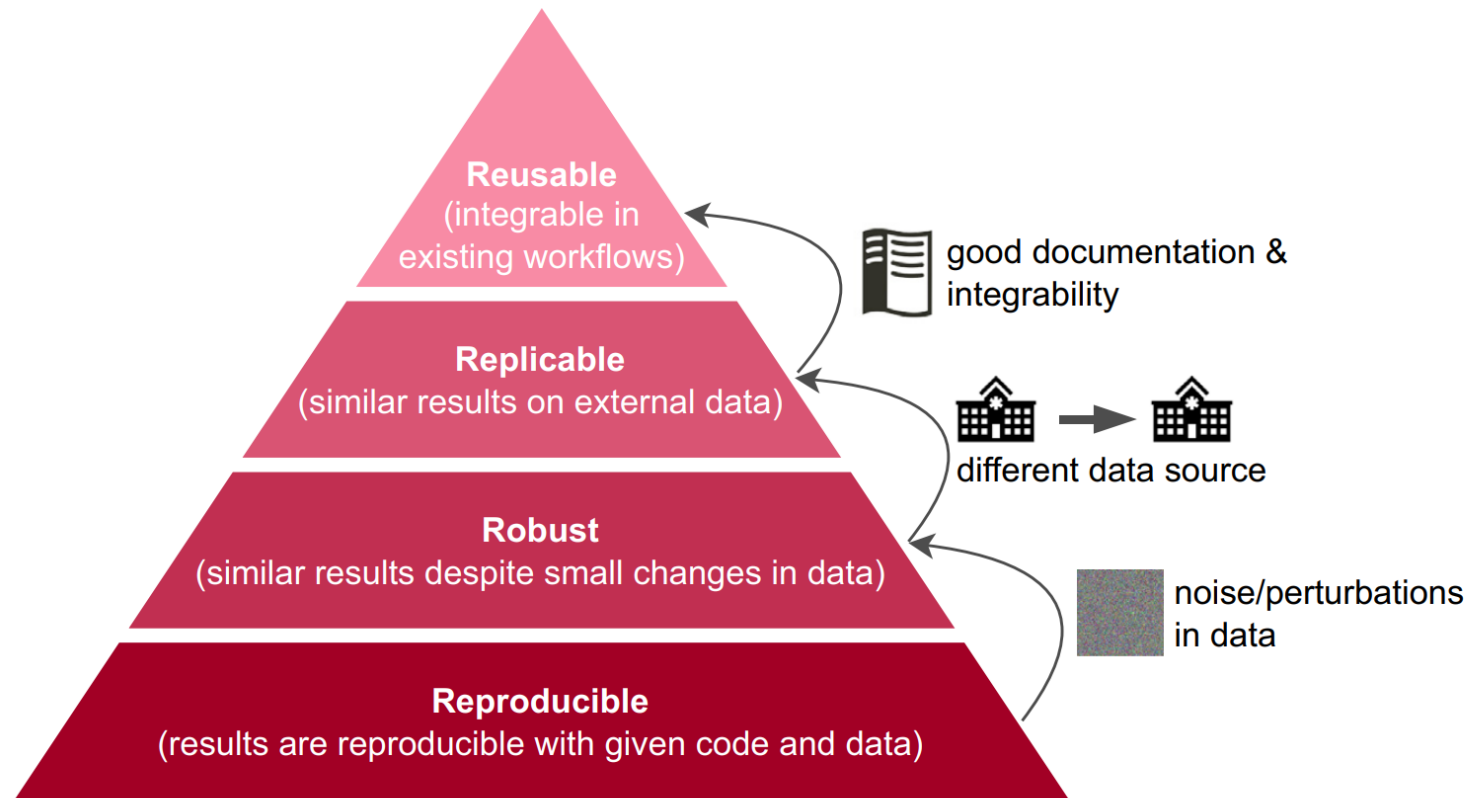 Reusable
(integrable in
existing workflows)
good documentation &
integrability
Replicable
(similar results on external data)
different data source
Robust
(similar results despite small changes in data)
noise/perturbations
in data
Reproducible
(results are reproducible with given code and data)